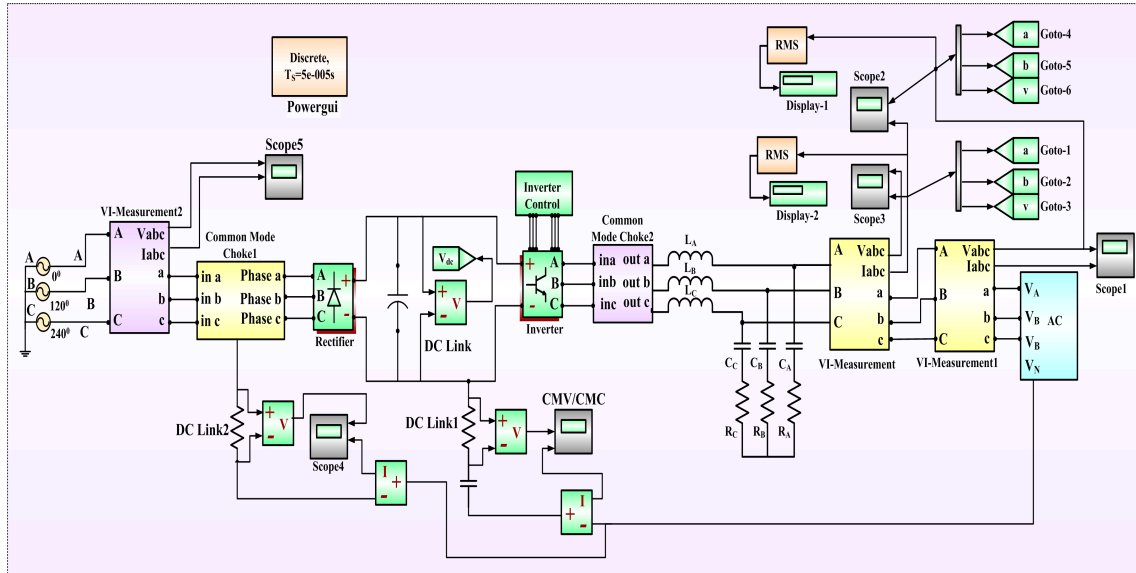 Discrete,
Ts=5e-005s
Powergui
RMS
Display-1
Scope2
a
Goto-4
b
Goto-5
v
Goto-6
RMS
Display-2
Scope3
a
Goto-1
b
Goto-2
v
Goto-3
Scope5
VI-Measurement2
A
B
C
Vabc
Iabc
a
b
c
A
A
0⁰
B
120⁰
B
C
240⁰
C
Common Mode
Choke1
in a
Phase a
in b
Phase b
in c
Phase c
A
B
C
+
-
Rectifier
Vdc
+
-
V
DC Link
Inverter
Control
+
-
A
B
C
Inverter
Common
Mode Choke2
ina out a
inb out b
inc out c
LA
LB
LC
CC
CB
CA
RC
RB
RA
A
B
C
Vabc
Iabc
a
b
c
VI-Measurement
A
B
C
Vabc
Iabc
a
b
c
VI-Measurement1
Scope1
VA
VB
AC
VB
VN
DC Link2
+
-
V
Scope4
I
+
-
DC Link1
+
-
V
CMV/CMC
I
+
-